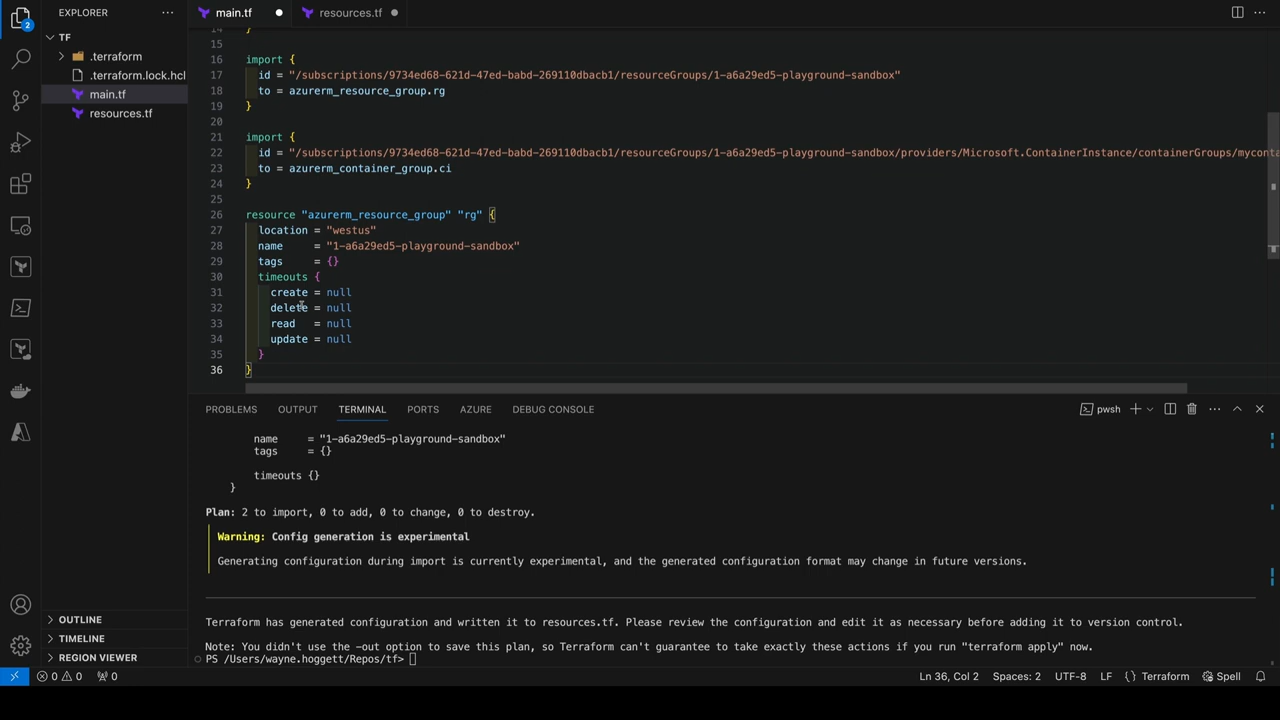 2
EXPLORER
···
main.tf
resources.tf
···
TF
.terraform
.terraform.lock.hcl
main.tf
resources.tf
14 }
15
16 import {
17 id = "/subscriptions/9734ed68-621d-47ed-babd-269110dbacb1/resourceGroups/1-a6a29ed5-playground-sandbox"
18 to = azurerm_resource_group.rg
19 }
20
21 import {
22 id = "/subscriptions/9734ed68-621d-47ed-babd-269110dbacb1/resourceGroups/1-a6a29ed5-playground-sandbox/providers/Microsoft.ContainerInstance/containerGroups/myconta
23 to = azurerm_container_group.ci
24 }
25
26 resource "azurerm_resource_group" "rg" {
27 location = "westus"
28 name = "1-a6a29ed5-playground-sandbox"
29 tags = {}
30 timeouts {
31 create = null
32 delete = null
33 read = null
34 update = null
35 }
36 }
PROBLEMS OUTPUT TERMINAL PORTS AZURE DEBUG CONSOLE pwsh ···
name = "1-a6a29ed5-playground-sandbox"
tags = {}
timeouts {}
}
Plan: 2 to import, 0 to add, 0 to change, 0 to destroy.
Warning: Config generation is experimental
Generating configuration during import is currently experimental, and the generated configuration format may change in future versions.
Terraform has generated configuration and written it to resources.tf. Please review the configuration and edit it as necessary before adding it to version control.
Note: You didn't use the -out option to save this plan, so Terraform can't guarantee to take exactly these actions if you run "terraform apply" now.
PS /Users/wayne.hoggett/Repos/tf>
OUTLINE
TIMELINE
REGION VIEWER
0 0 0 Ln 36, Col 2 Spaces: 2 UTF-8 LF {} Terraform Spell